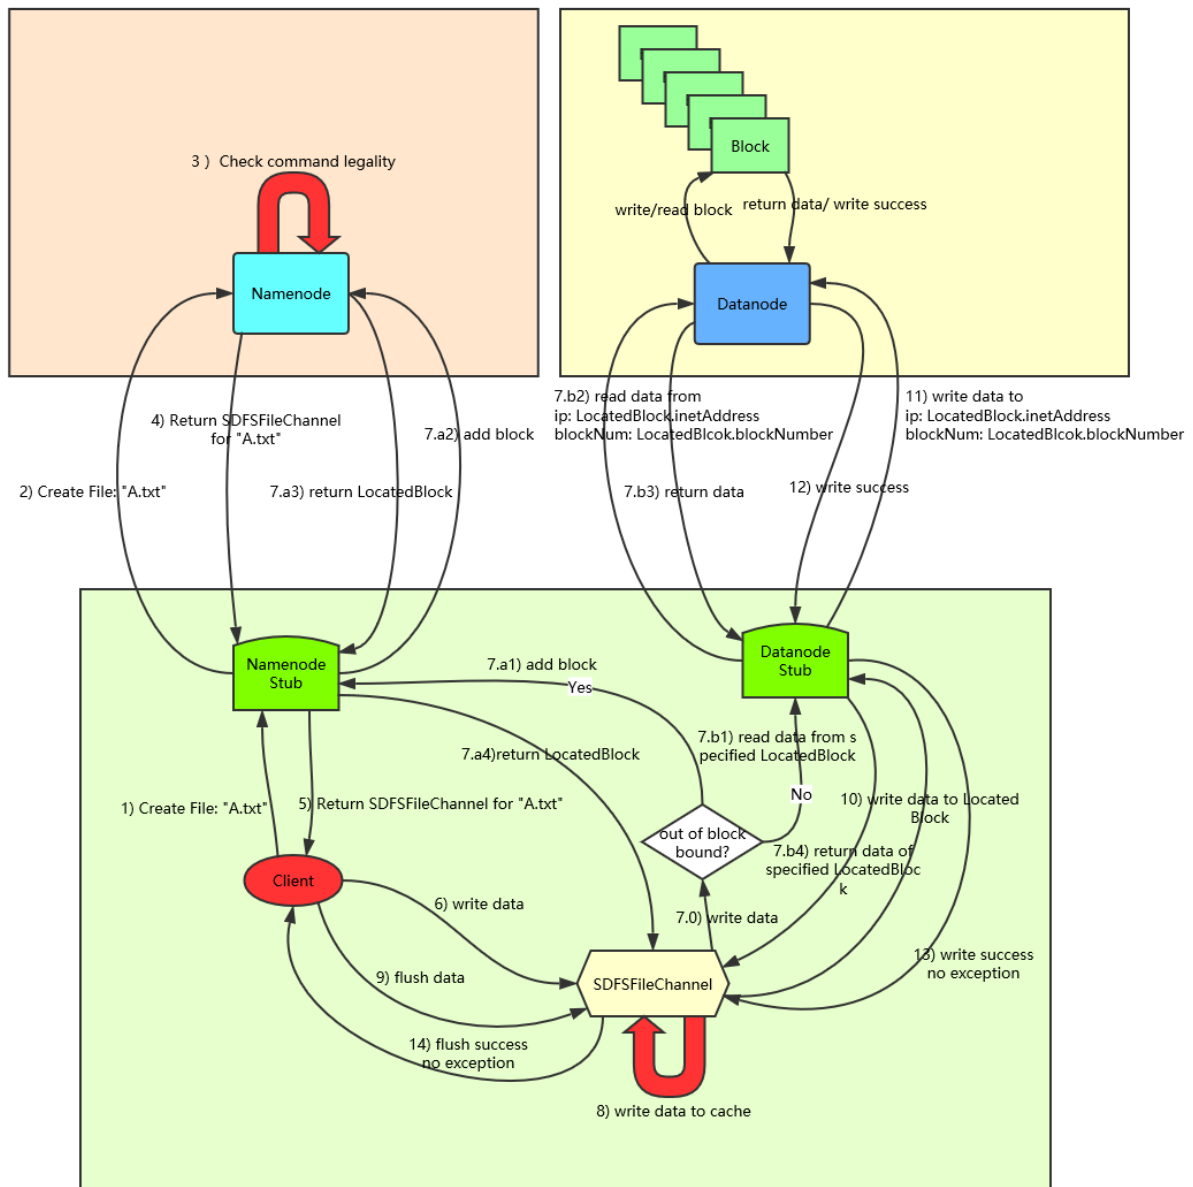 3 )  Check command legality
Namenode
Block
write/read block
return data/ write success
Datanode
4) Return SDFSFileChannel
for "A.txt"
7.a2) add block
2) Create File: "A.txt"
7.a3) return LocatedBlock
7.b2) read data from
ip: LocatedBlock.inetAddress
blockNum: LocatedBlcok.blockNumber
11) write data to
ip: LocatedBlock.inetAddress
blockNum: LocatedBlcok.blockNumber
7.b3) return data
12) write success
Namenode
Stub
Datanode
Stub
7.a1) add block
Yes
7.a4)return LocatedBlock
7.b1) read data from s
pecified LocatedBlock
No
1) Create File: "A.txt"
5) Return SDFSFileChannel for "A.txt"
out of block
bound?
10) write data to Located
Block
7.b4) return data of
specified LocatedBloc
k
Client
6) write data
7.0) write data
9) flush data
SDFSFileChannel
13) write success
no exception
14) flush success
no exception
8) write data to cache